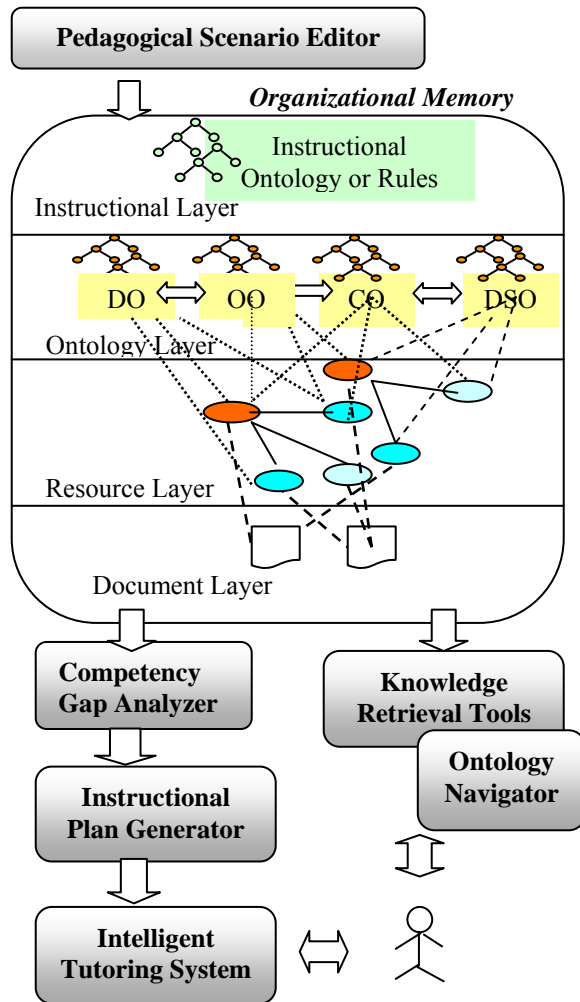 Pedagogical Scenario Editor
Organizational Memory
Instructional
Ontology or Rules
Instructional Layer
DO
OO
CO
DSO
Ontology Layer
Resource Layer
Document Layer
Competency
Gap Analyzer
Knowledge
Retrieval Tools
Ontology
Navigator
Instructional
Plan Generator
Intelligent
Tutoring System